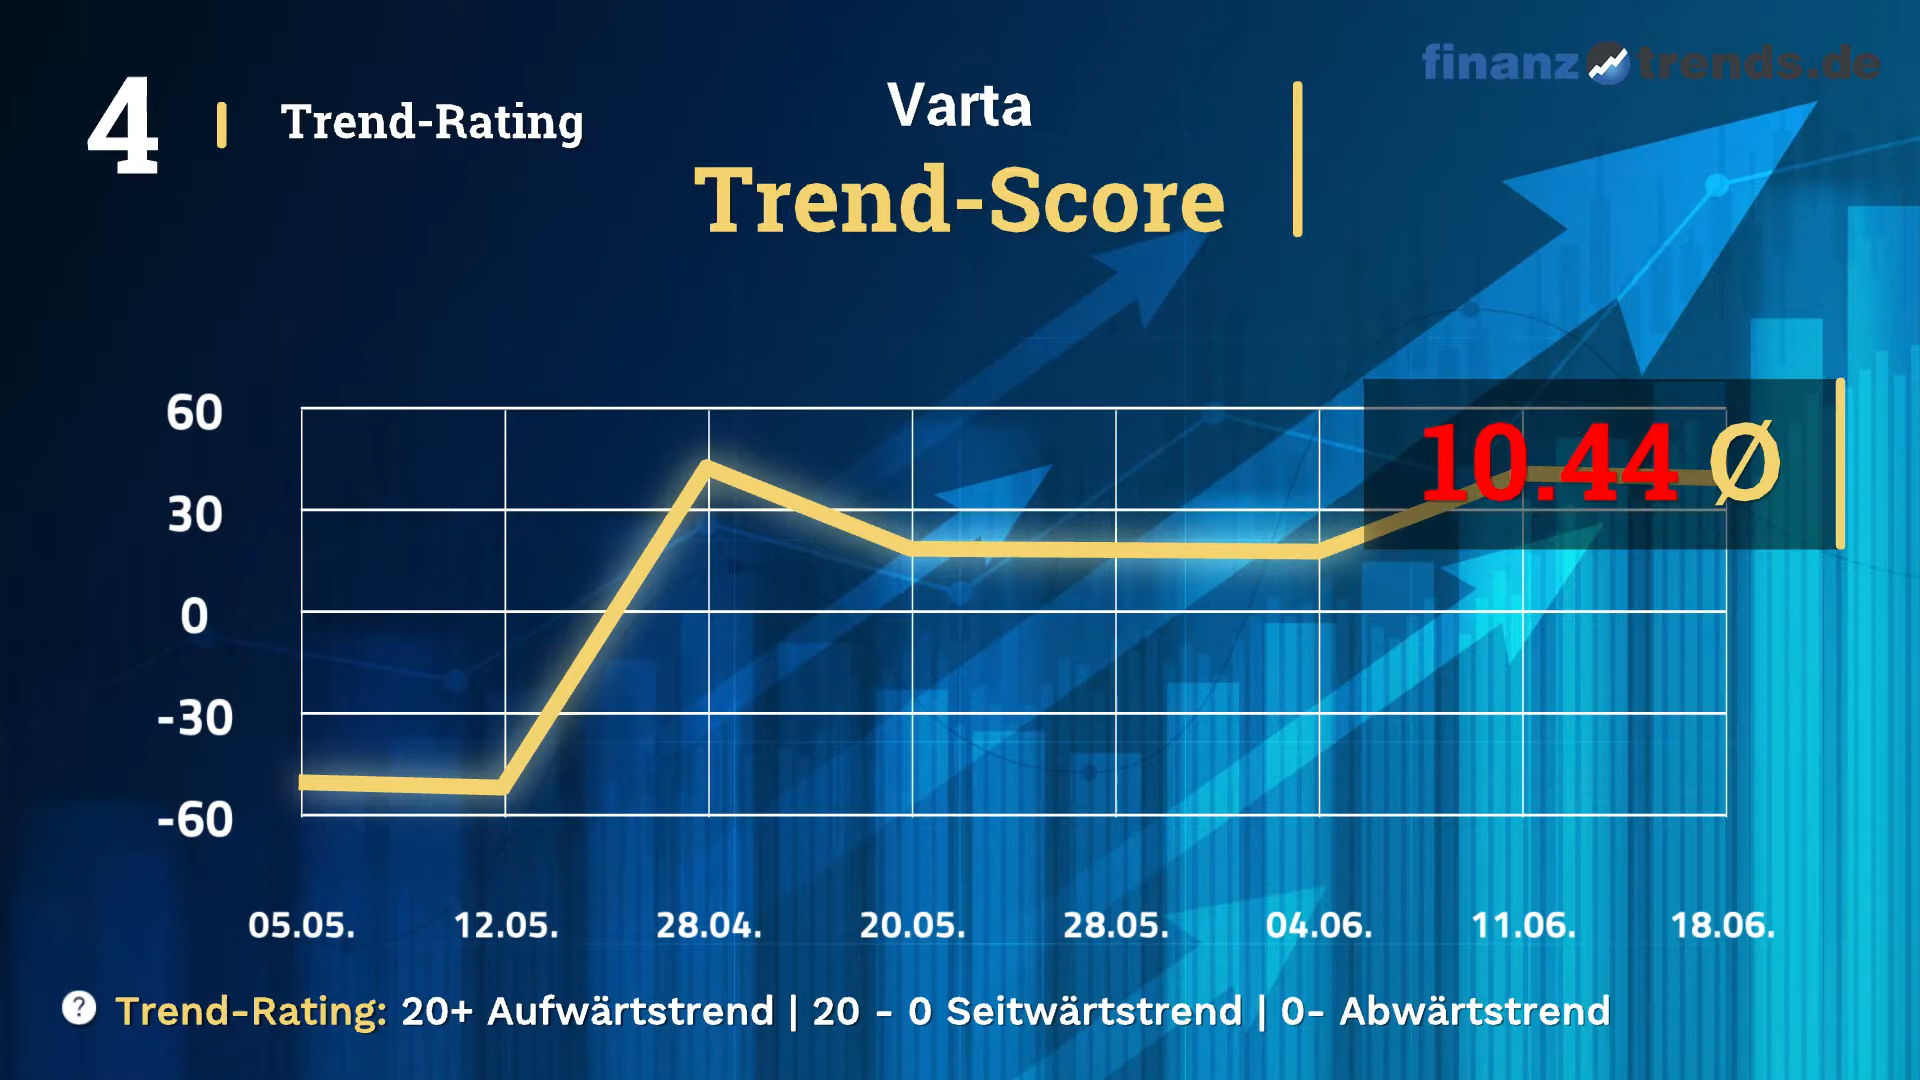 finanztrends.de
4 Trend-Rating
Varta
Trend-Score
60
30
0
-30
-60
10.44 Ø
05.05. 12.05. 28.04. 20.05. 28.05. 04.06. 11.06. 18.06.
? Trend-Rating: 20+ Aufwärtstrend | 20 - 0 Seitwärtstrend | 0- Abwärtstrend